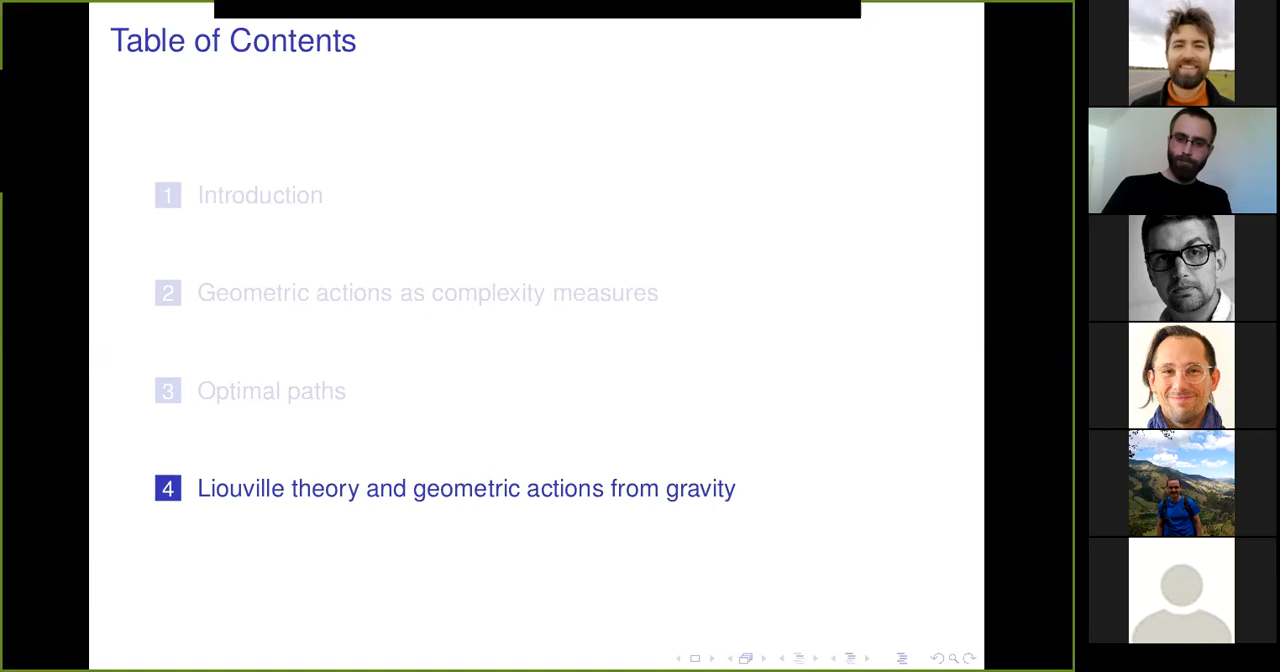 Table of Contents
1 Introduction
2 Geometric actions as complexity measures
3 Optimal paths
4 Liouville theory and geometric actions from gravity